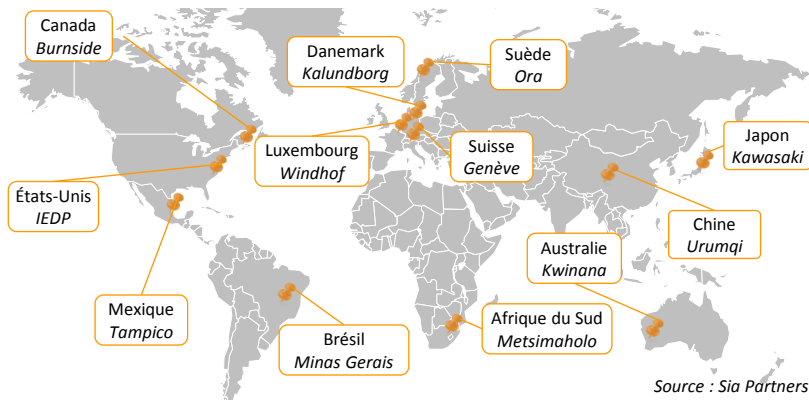 Canada
Burnside
Danemark
Kalundborg
Suède
Ora
Luxembourg
Windhof
Suisse
Genève
Japon
Kawasaki
États-Unis
IEDP
Chine
Urumqi
Australie
Kwinana
Mexique
Tampico
Brésil
Minas Gerais
Afrique du Sud
Metsimaholo
Source : Sia Partners